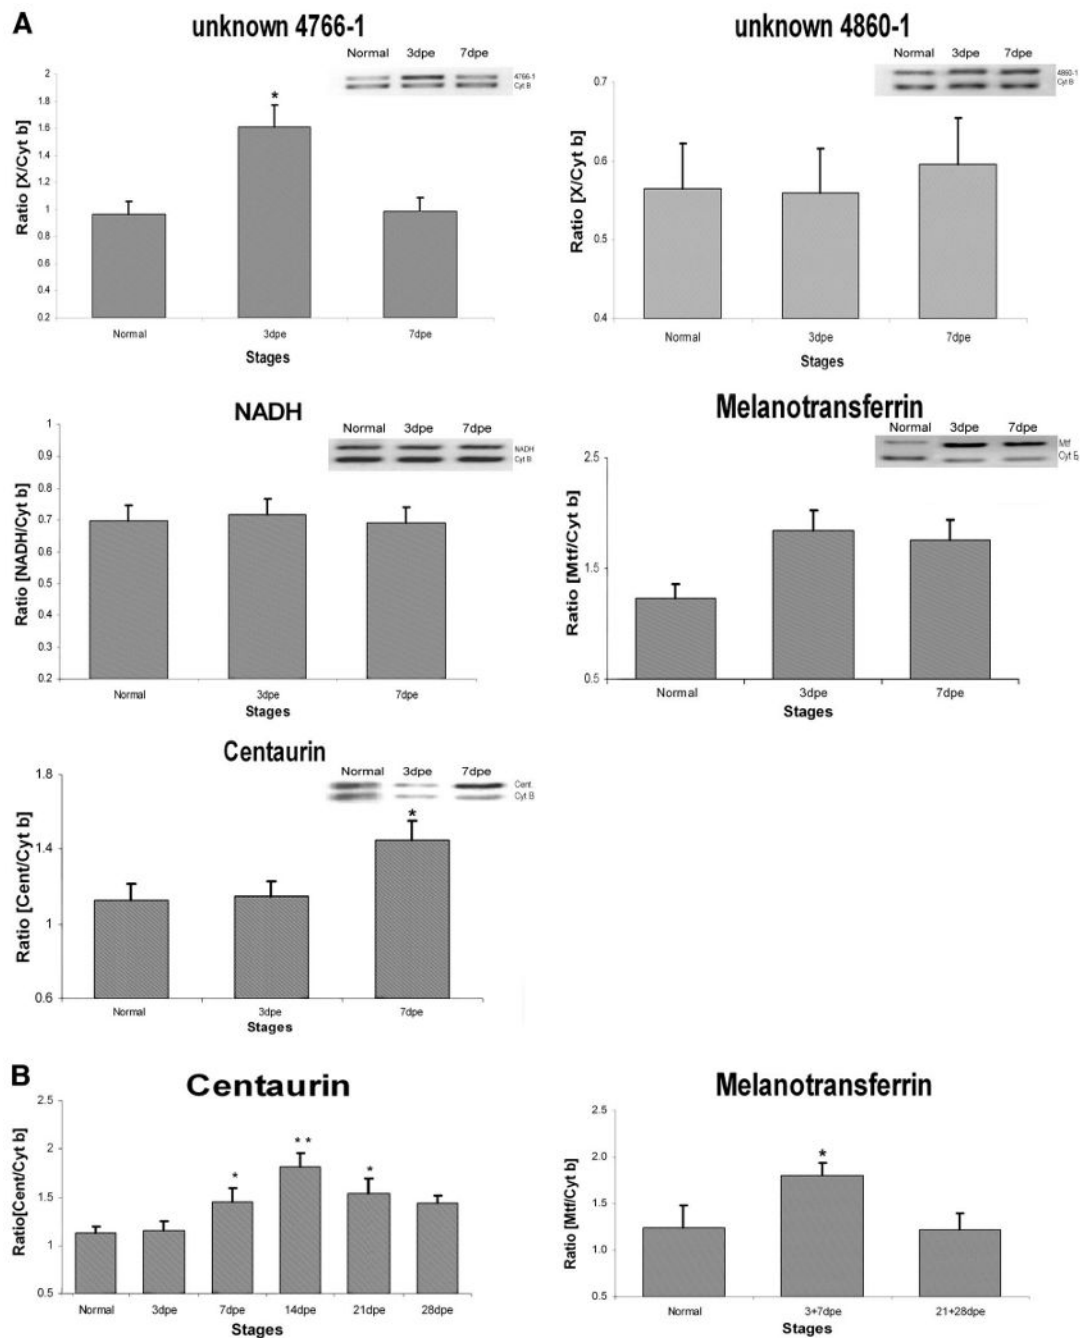 A
unknown 4766-1
Normal 3dpe 7dpe
4766-1
Cyt B
Ratio [X/Cyt b]
2
1.8
1.6
1.4
1.2
1
0.8
0.6
0.4
0.2
*
Normal 3dpe 7dpe
Stages
unknown 4860-1
Normal 3dpe 7dpe
4860-1
Cyt B
Ratio [X/Cyt b]
0.7
0.6
0.5
0.4
Normal 3dpe 7dpe
Stages
NADH
Normal 3dpe 7dpe
NADH
Cyt B
Ratio [NADH/Cyt b]
1
0.9
0.8
0.7
0.6
0.5
0.4
0.3
0.2
Normal 3dpe 7dpe
Stages
Melanotransferrin
Normal 3dpe 7dpe
Mtf
Cyt B
Ratio [Mtf/Cyt b]
2.5
1.5
0.5
Normal 3dpe 7dpe
Stages
Centaurin
Normal 3dpe 7dpe
Cent.
Cyt B
Ratio [Cent/Cyt b]
1.8
1.4
1
0.6
*
Normal 3dpe 7dpe
Stages
B
Centaurin
Ratio[Cent/Cyt b]
2.5
2
1.5
1
0.5
* ** *
Normal 3dpe 7dpe 14dpe 21dpe 28dpe
Stages
Melanotransferrin
Ratio [Mtf/Cyt b]
2.5
2.0
1.5
1.0
0.5
*
Normal 3+7dpe 21+28dpe
Stages